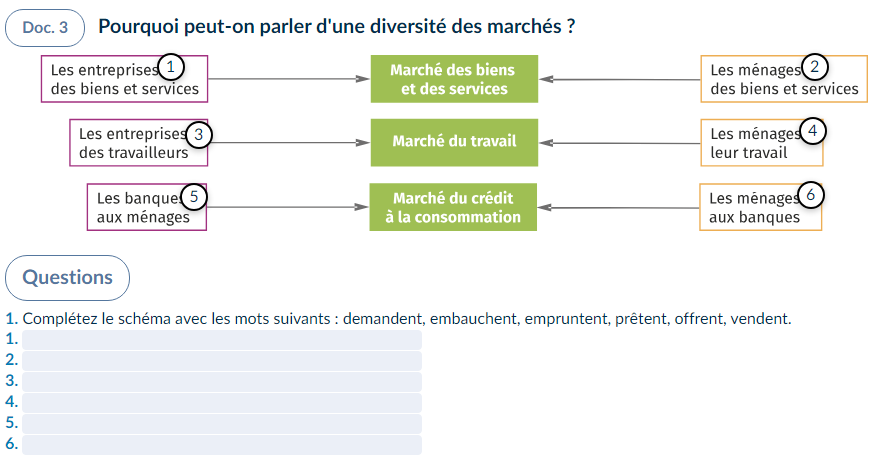 Doc. 3
Pourquoi peut-on parler d'une diversité des marchés ?
Les entreprises 1
des biens et services
Marché des biens
et des services
Les ménages 2
des biens et services
Les entreprises 3
des travailleurs
Marché du travail
Les ménages 4
leur travail
Les banques 5
aux ménages
Marché du crédit
à la consommation
Les ménages 6
aux banques
Questions
1. Complétez le schéma avec les mots suivants : demandent, embauchent, empruntent, prêtent, offrent, vendent.
1.
2.
3.
4.
5.
6.